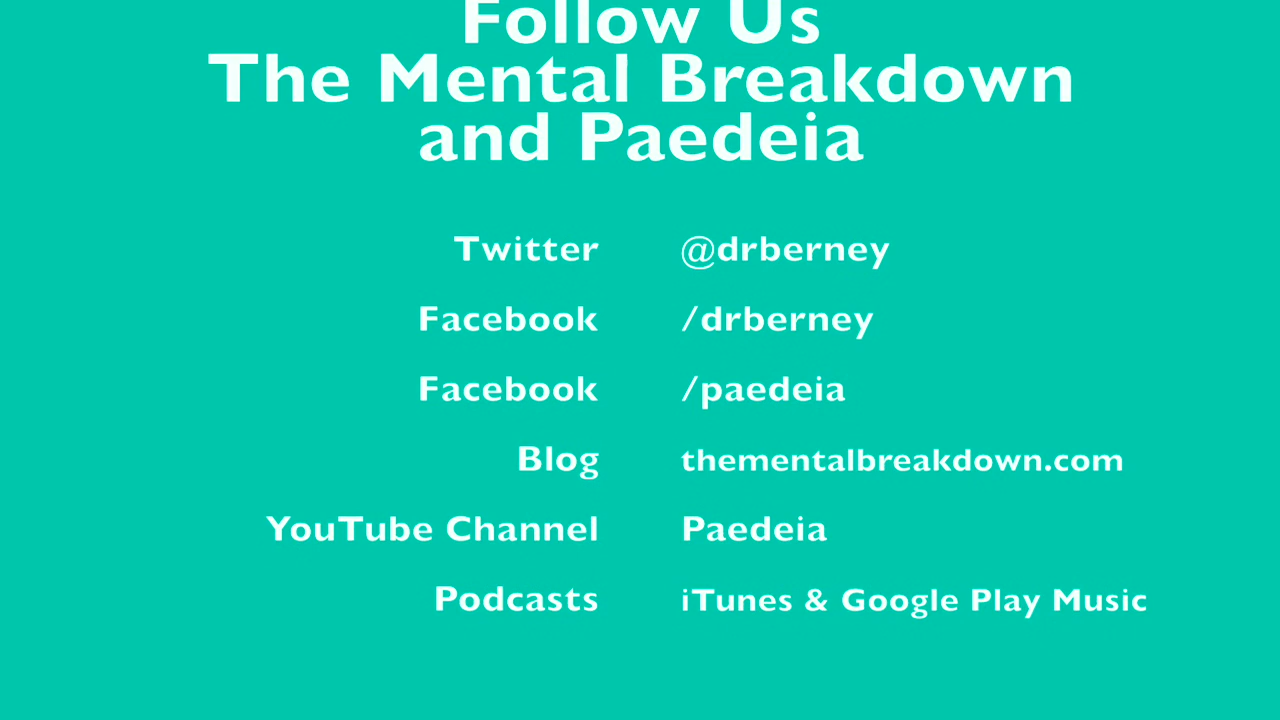 Follow Us
The Mental Breakdown
and Paedeia
Twitter @drberney
Facebook /drberney
Facebook /paedeia
Blog thementalbreakdown.com
YouTube Channel Paedeia
Podcasts iTunes & Google Play Music